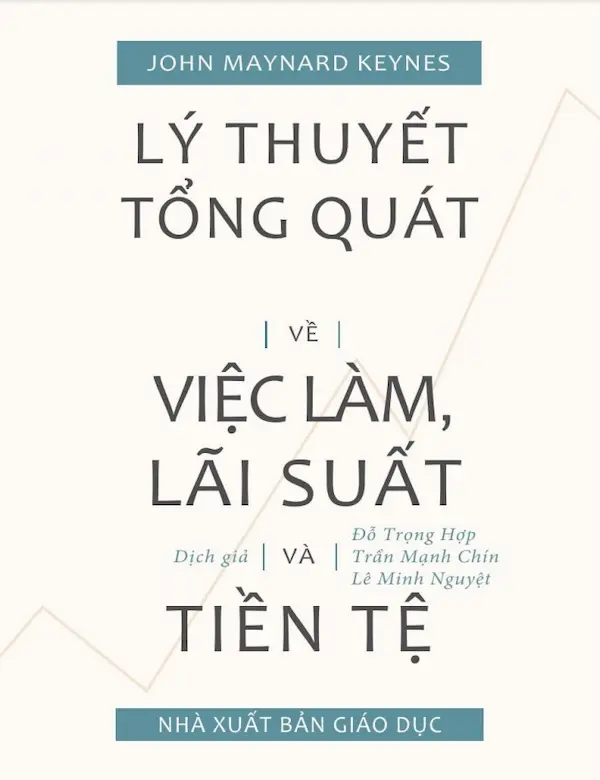 JOHN MAYNARD KEYNES
LÝ THUYẾT
TỔNG QUÁT
| VỀ |
VIỆC LÀM,
LÃI SUẤT
Dịch giả | VÀ | Đỗ Trọng Hợp
Trần Mạnh Chín
Lê Minh Nguyệt
TIỀN TỆ
NHÀ XUẤT BẢN GIÁO DỤC